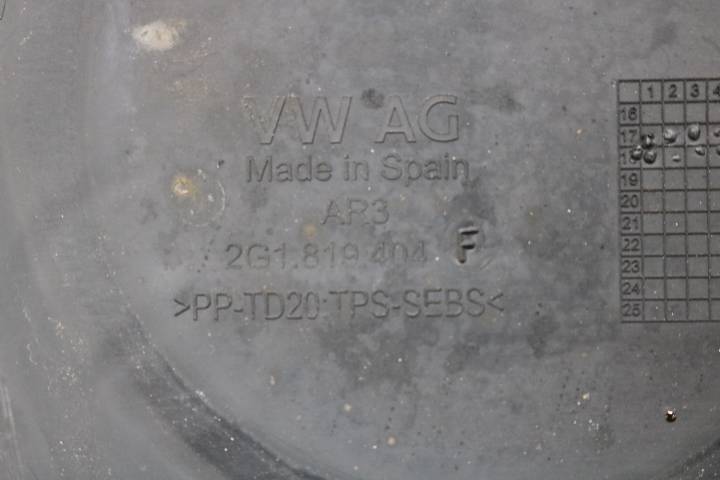 VW AG
Made in Spain
AR3
2G1.819.404 F
>PP-TD20+TPS-SEBS<
1 2 3 4
16
17
18
19
20
21
22
23
24
25